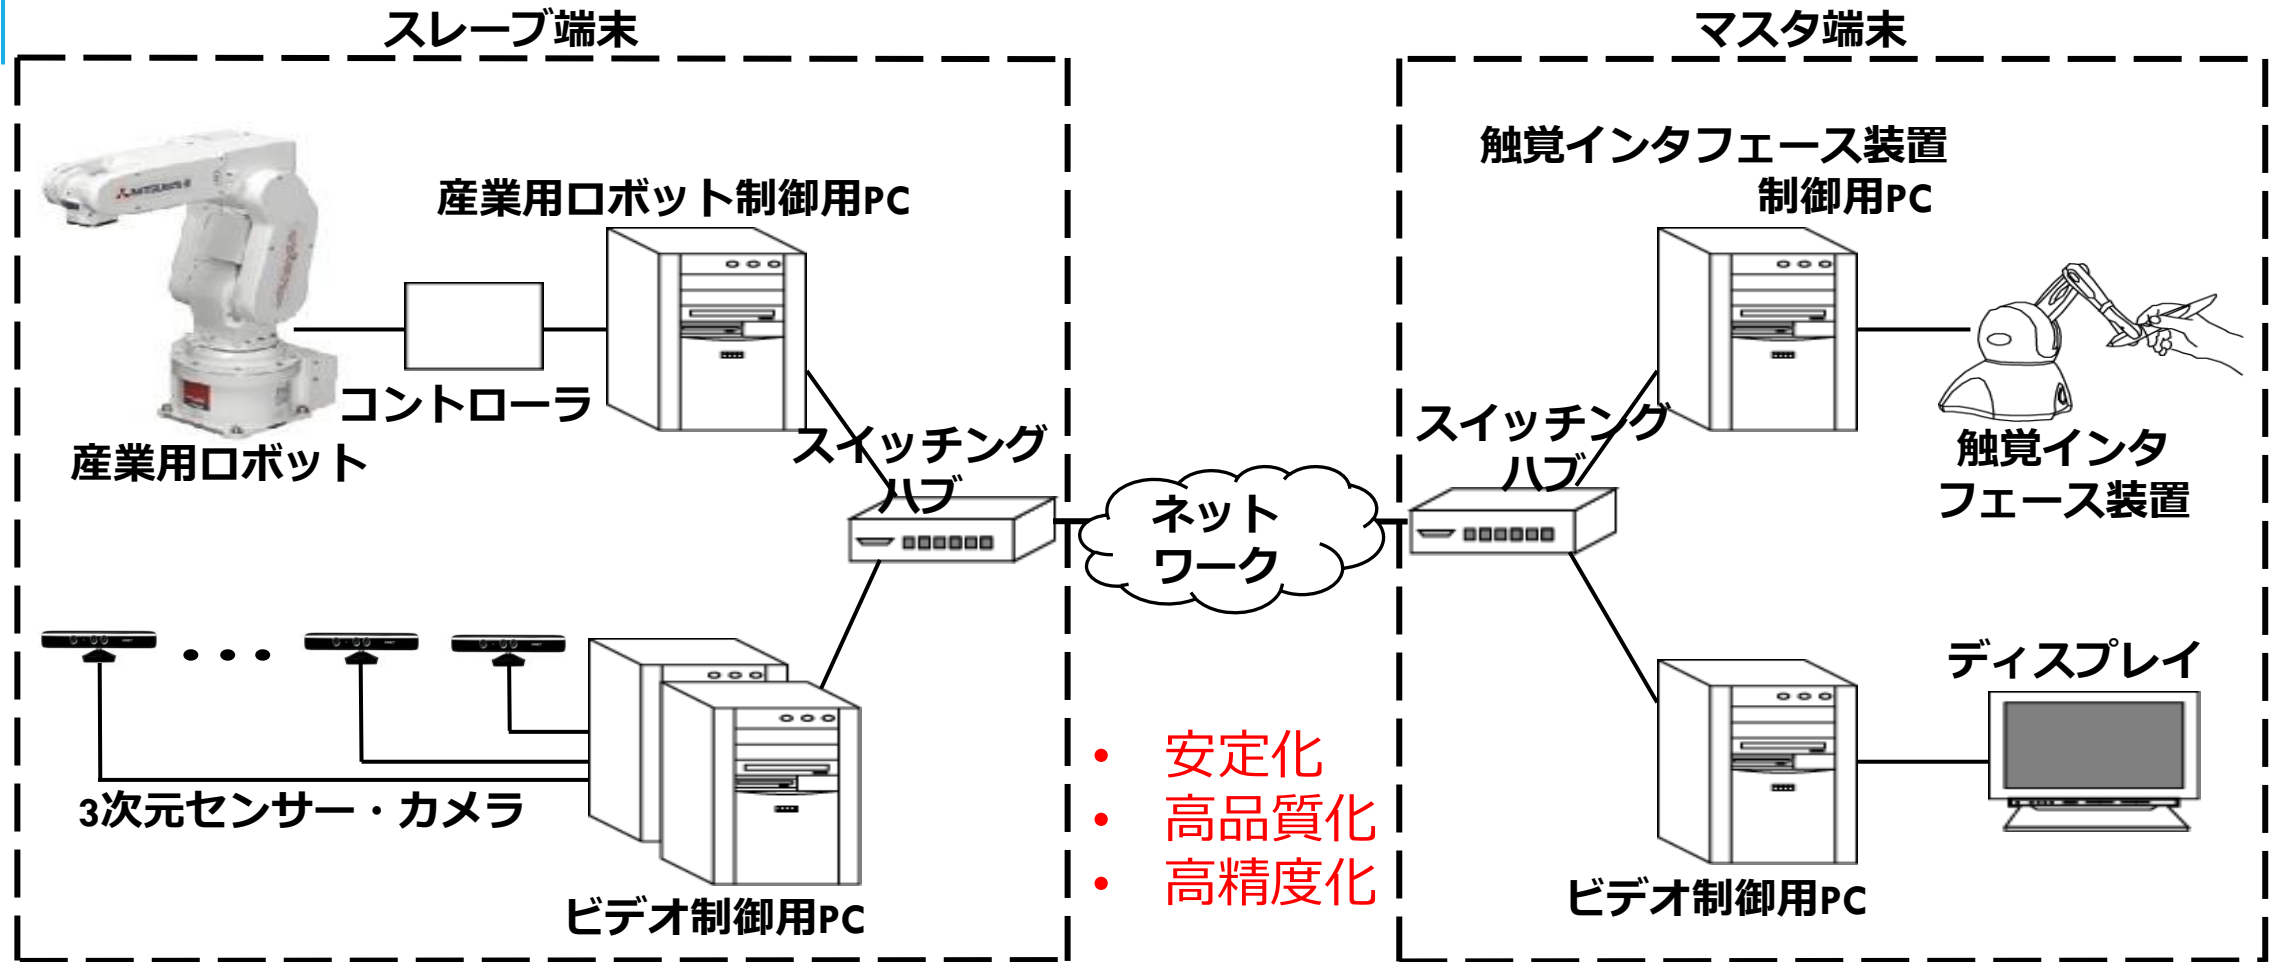 スレーブ端末
マスタ端末
産業用ロボット制御用PC
コントローラ
産業用ロボット
スイッチング
ハブ
3次元センサー・カメラ
ビデオ制御用PC
ネット
ワーク
• 安定化
• 高品質化
• 高精度化
触覚インタフェース装置
制御用PC
スイッチング
ハブ
触覚インタ
フェース装置
ディスプレイ
ビデオ制御用PC